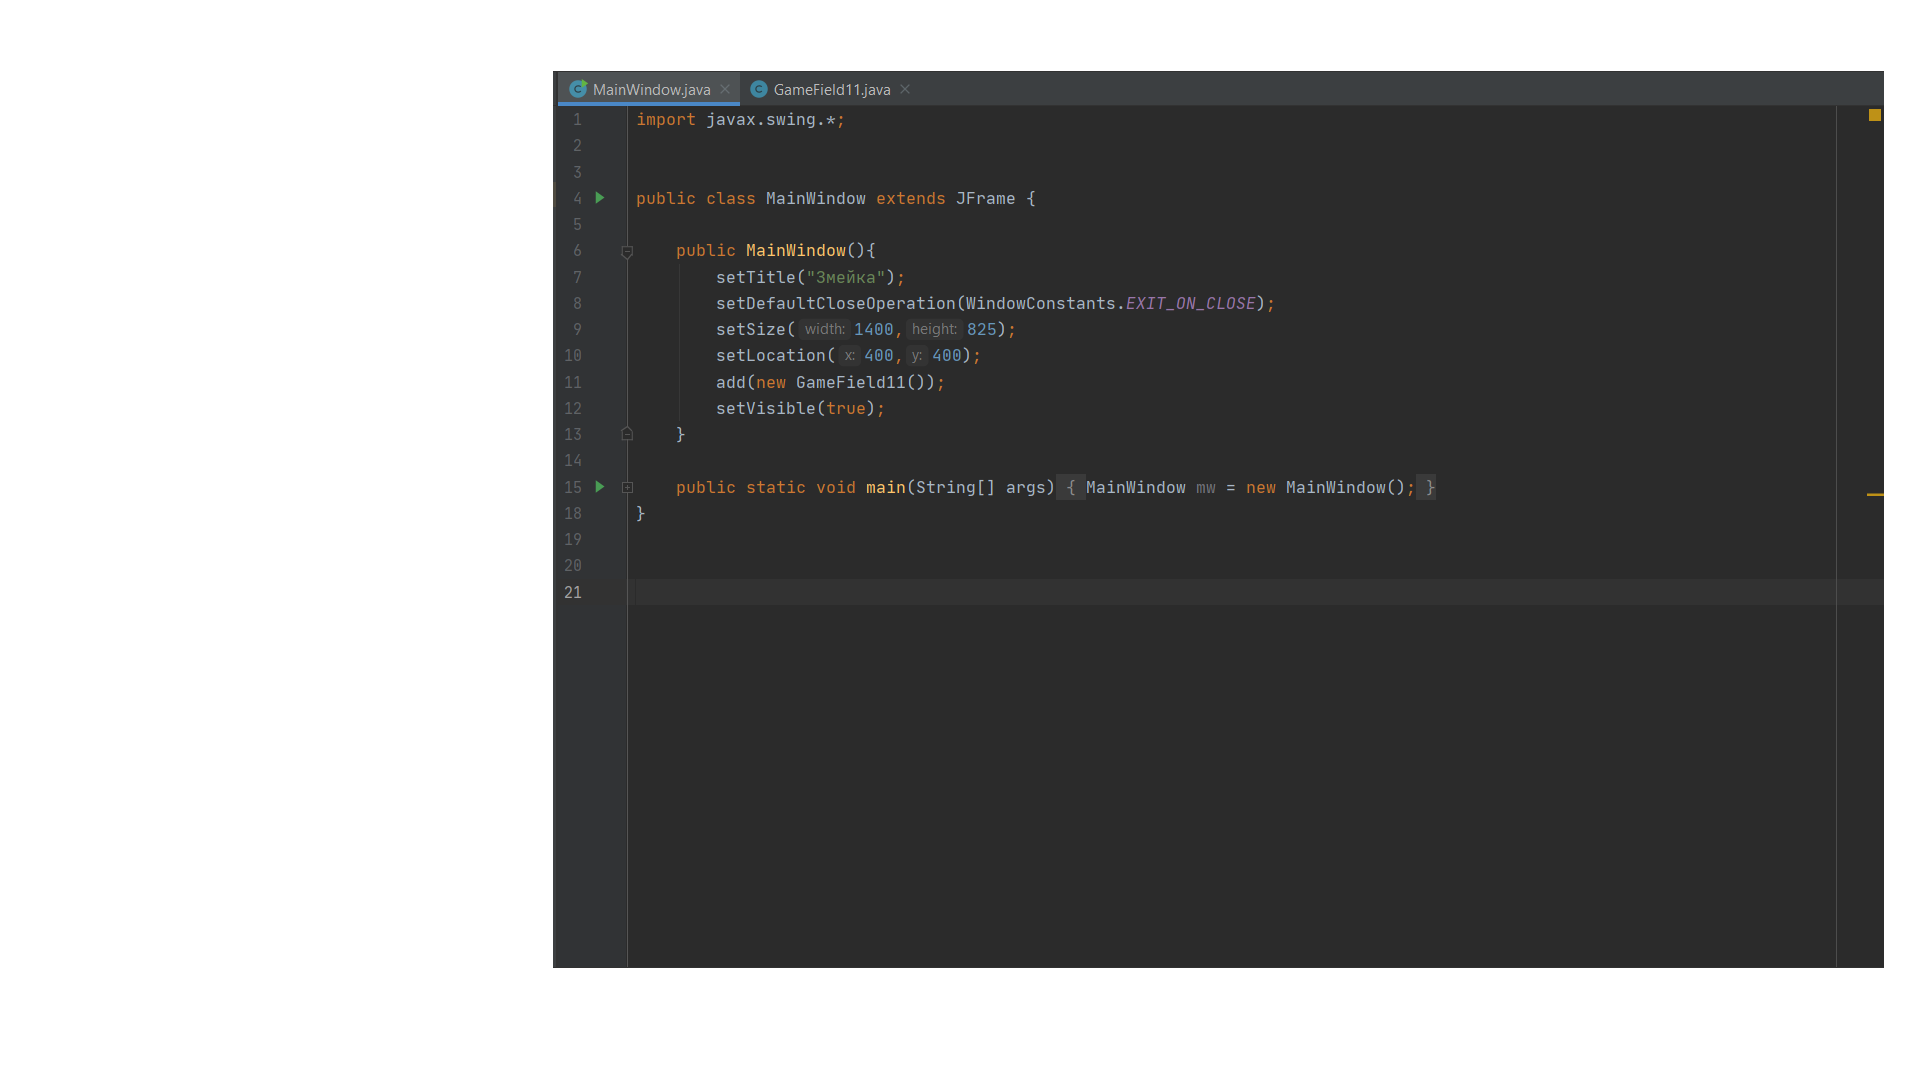 MainWindow.java GameField11.java
1 import javax.swing.*;
2
3
4 public class MainWindow extends JFrame {
5
6 public MainWindow(){
7 setTitle("Змейка");
8 setDefaultCloseOperation(WindowConstants.EXIT_ON_CLOSE);
9 setSize( width: 1400, height: 825);
10 setLocation( x: 400, y: 400);
11 add(new GameField11());
12 setVisible(true);
13 }
14
15 public static void main(String[] args) { MainWindow mw = new MainWindow(); }
18 }
19
20
21